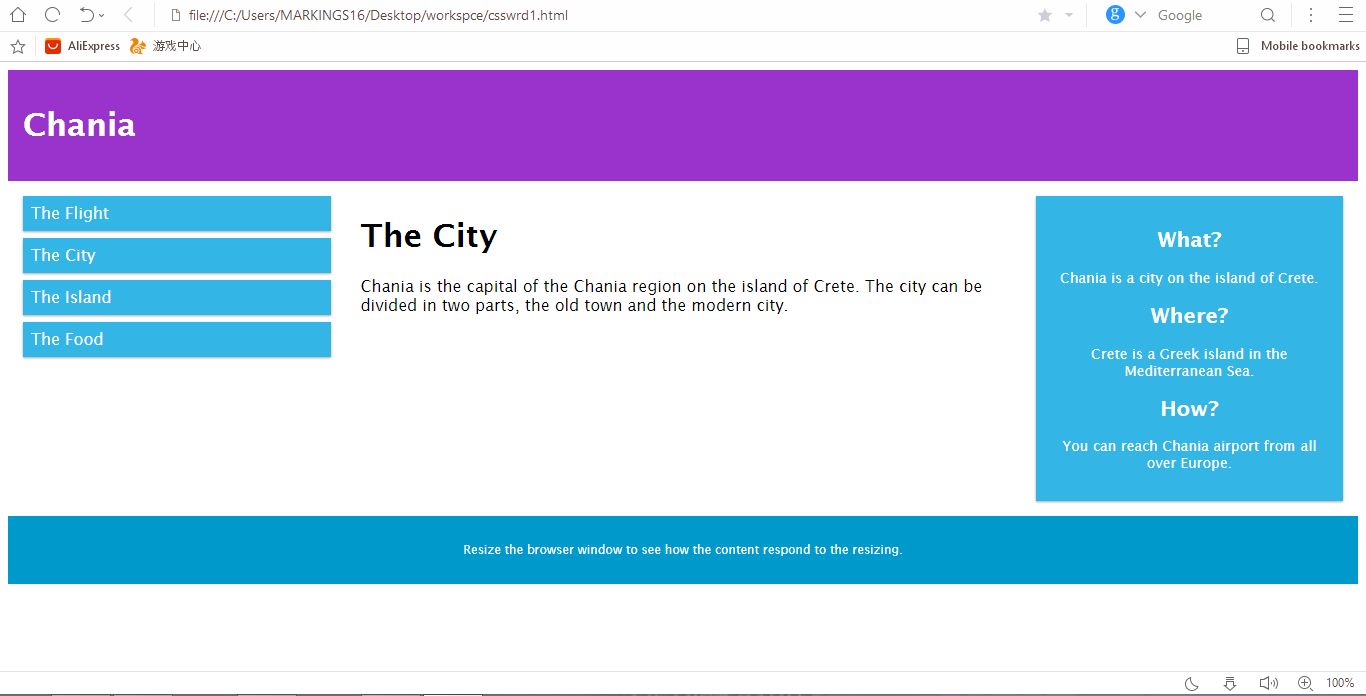 file:///C:/Users/MARKINGS16/Desktop/workspce/csswrd1.html
Google
AliExpress
游戏中心
Mobile bookmarks
Chania
The Flight
The City
The Island
The Food
The City
Chania is the capital of the Chania region on the island of Crete. The city can be
divided in two parts, the old town and the modern city.
What?
Chania is a city on the island of Crete.
Where?
Crete is a Greek island in the
Mediterranean Sea.
How?
You can reach Chania airport from all
over Europe.
Resize the browser window to see how the content respond to the resizing.
100%